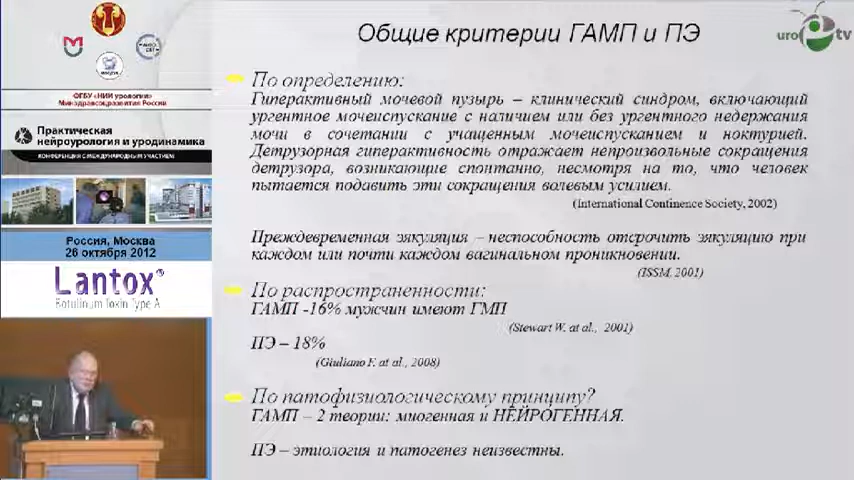 Общие критерии ГАМП и ПЭ
uro tv
ФГБУ «НИИ урологии»
Минздравсоцразвития России
Практическая
нейроурология и уродинамика
КОНФЕРЕНЦИЯ С МЕЖДУНАРОДНЫМ УЧАСТИЕМ
Россия, Москва
26 октября 2012
Lantox®
Botulinum Toxin Type A
По определению:
Гиперактивный мочевой пузырь – клинический синдром, включающий
ургентное мочеиспускание с наличием или без ургентного недержания
мочи в сочетании с учащенным мочеиспусканием и ноктурией.
Детрузорная гиперактивность отражает непроизвольные сокращения
детрузора, возникающие спонтанно, несмотря на то, что человек
пытается подавить эти сокращения волевым усилием.
(International Continence Society, 2002)
Преждевременная эякуляция – неспособность отсрочить эякуляцию при
каждом или почти каждом вагинальном проникновении.
(ISSM, 2001)
По распространенности:
ГАМП -16% мужчин имеют ГМП
(Stewart W. at al., 2001)
ПЭ – 18%
(Giuliano F. at al., 2008)
По патофизиологическому принципу?
ГАМП – 2 теории: миогенная и НЕЙРОГЕННАЯ.
ПЭ – этиология и патогенез неизвестны.